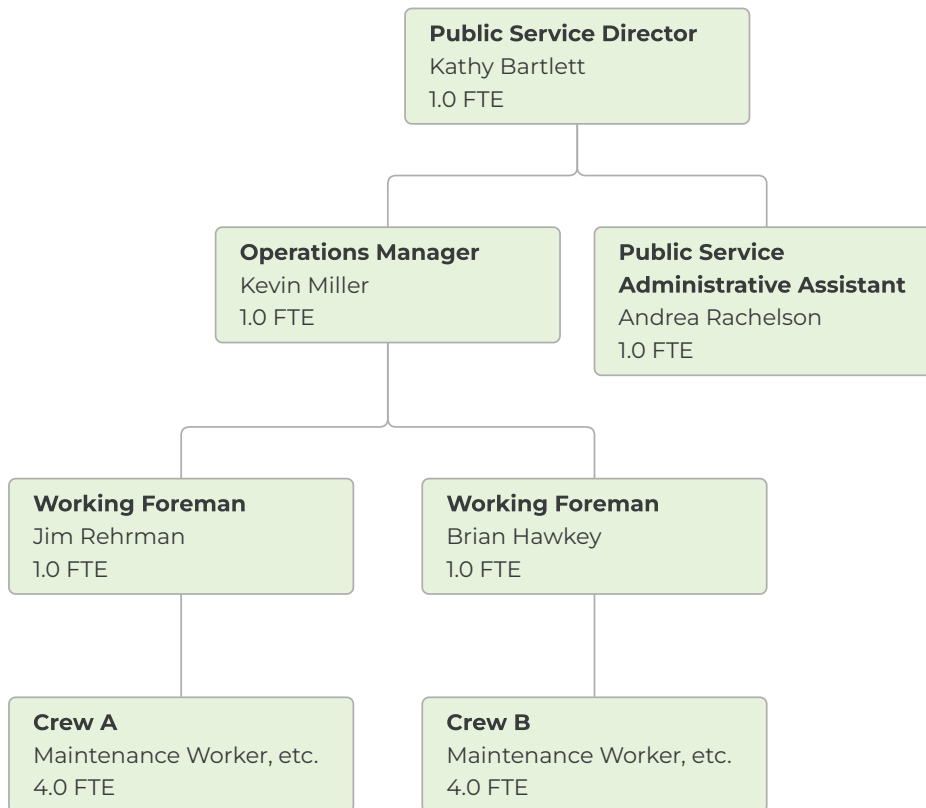 Public Service Director
Kathy Bartlett
1.0 FTE
Operations Manager
Kevin Miller
1.0 FTE
Public Service
Administrative Assistant
Andrea Rachelson
1.0 FTE
Working Foreman
Jim Rehrman
1.0 FTE
Working Foreman
Brian Hawkey
1.0 FTE
Crew A
Maintenance Worker, etc.
4.0 FTE
Crew B
Maintenance Worker, etc.
4.0 FTE